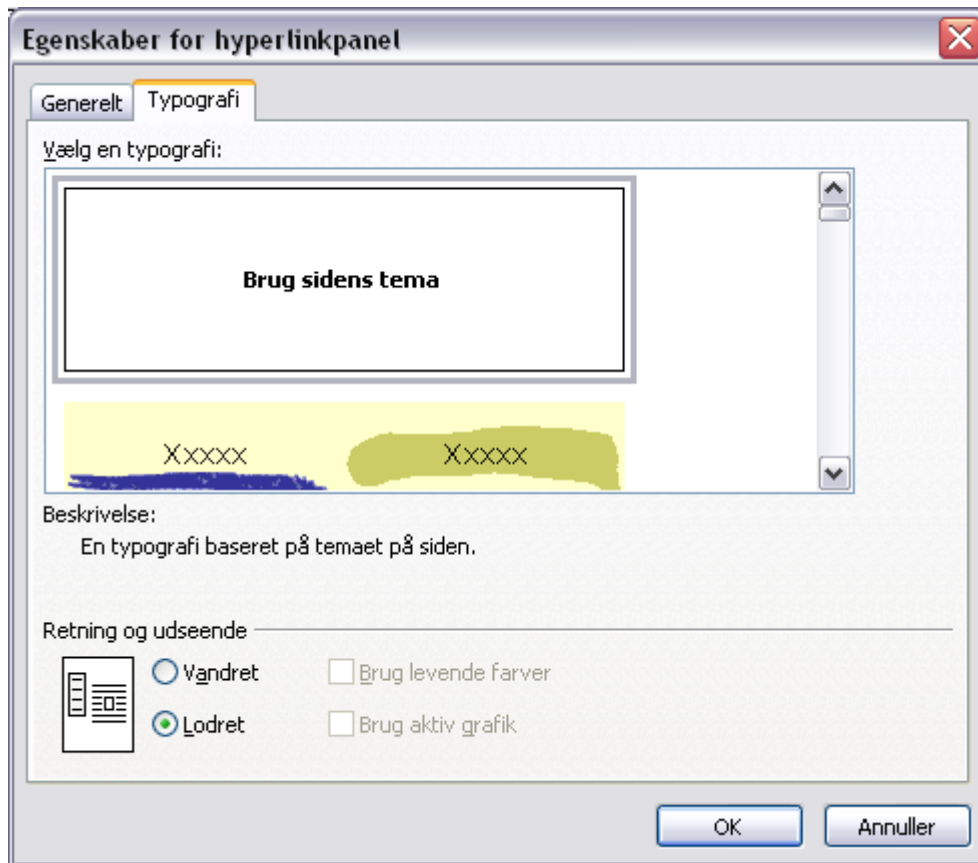 Egenskaber for hyperlinkpanel
Generelt Typografi
Vælg en typografi:
Brug sidens tema
Xxxxx Xxxxx
Beskrivelse:
En typografi baseret på temaet på siden.
Retning og udseende
Vandret Brug levende farver
Lodret Brug aktiv grafik
OK Annuller